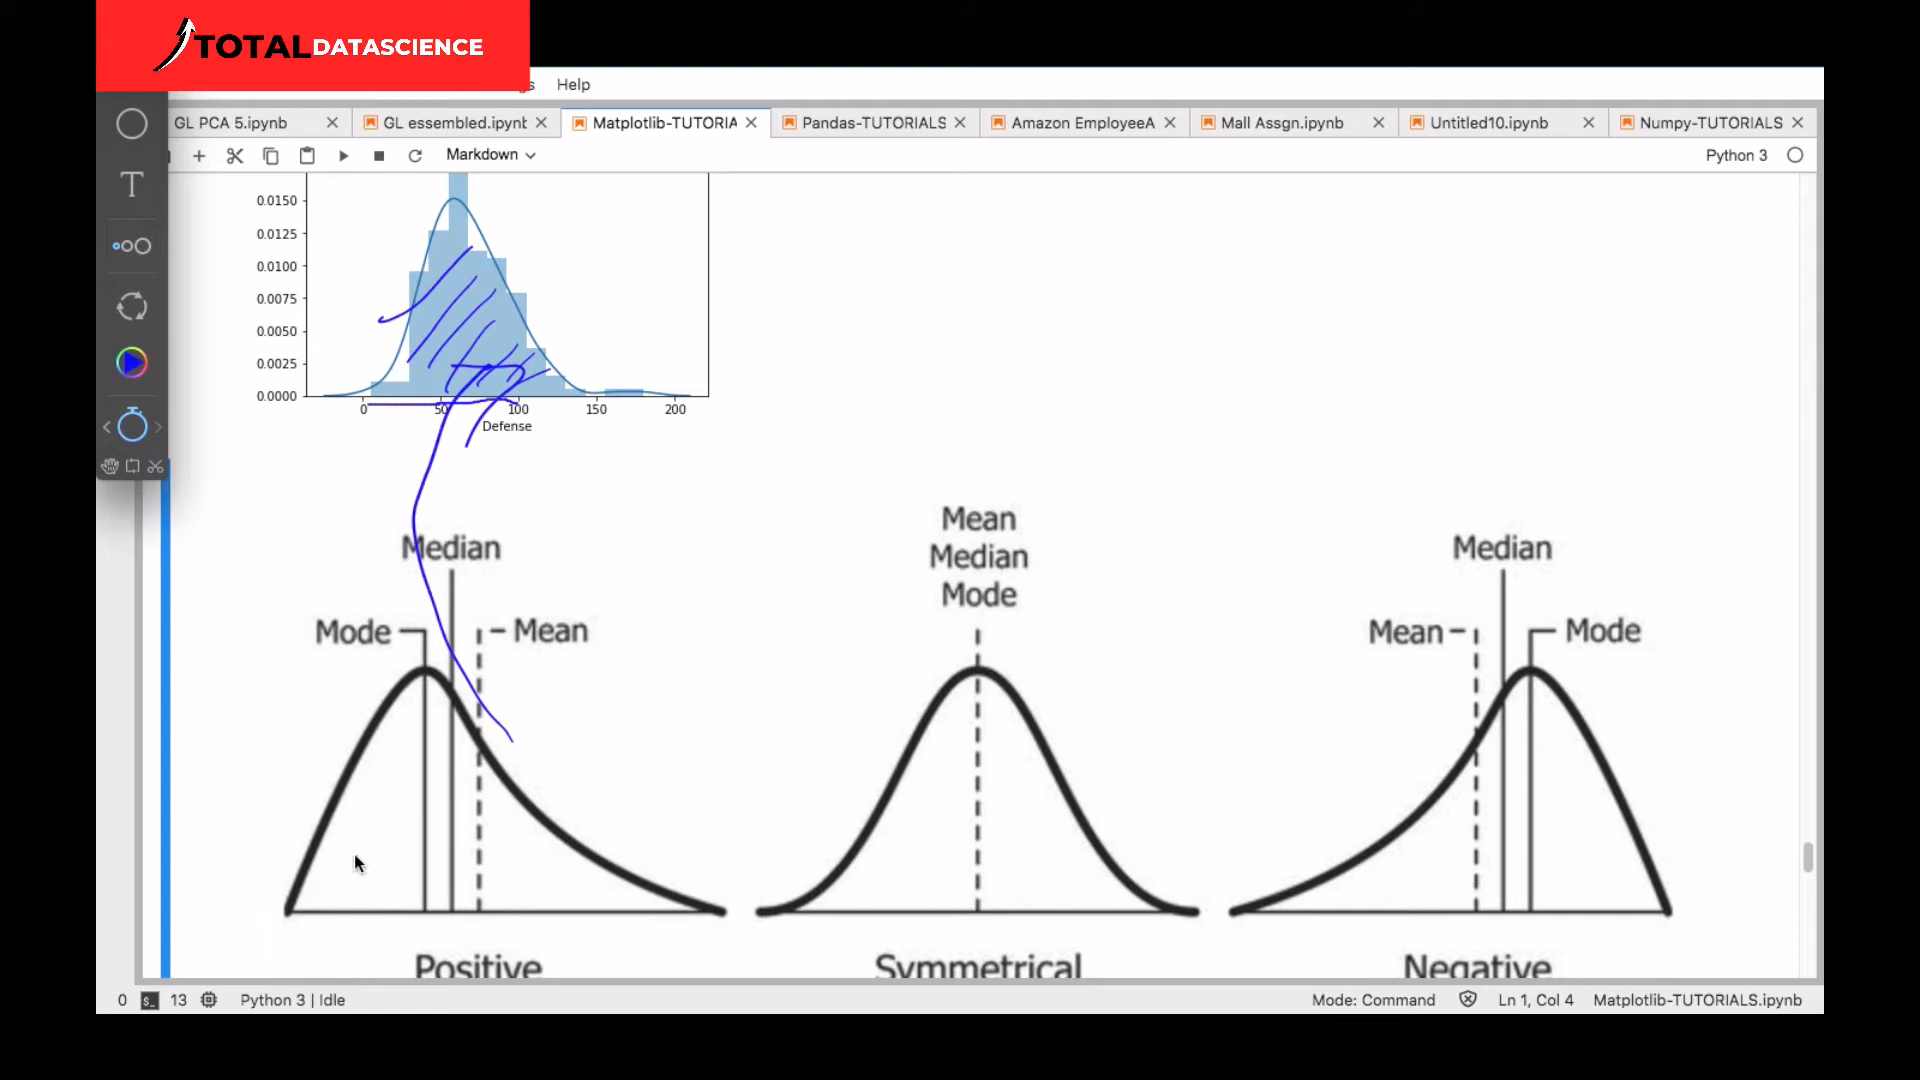 TOTALDATASCIENCE
Help
GL PCA 5.ipynb
GL essembled.ipynb
Matplotlib-TUTORIA
Pandas-TUTORIALS
Amazon EmployeeA
Mall Assgn.ipynb
Untitled10.ipynb
Numpy-TUTORIALS
Markdown
Python 3
T
0.0150
0.0125
0.0100
0.0075
0.0050
0.0025
0.0000
0 50 100 150 200
Defense
Median
Mode
Mean
Mean
Median
Mode
Median
Mean
Mode
Positive
Symmetrical
Negative
0
13
Python 3 | Idle
Mode: Command
Ln 1, Col 4
Matplotlib-TUTORIALS.ipynb